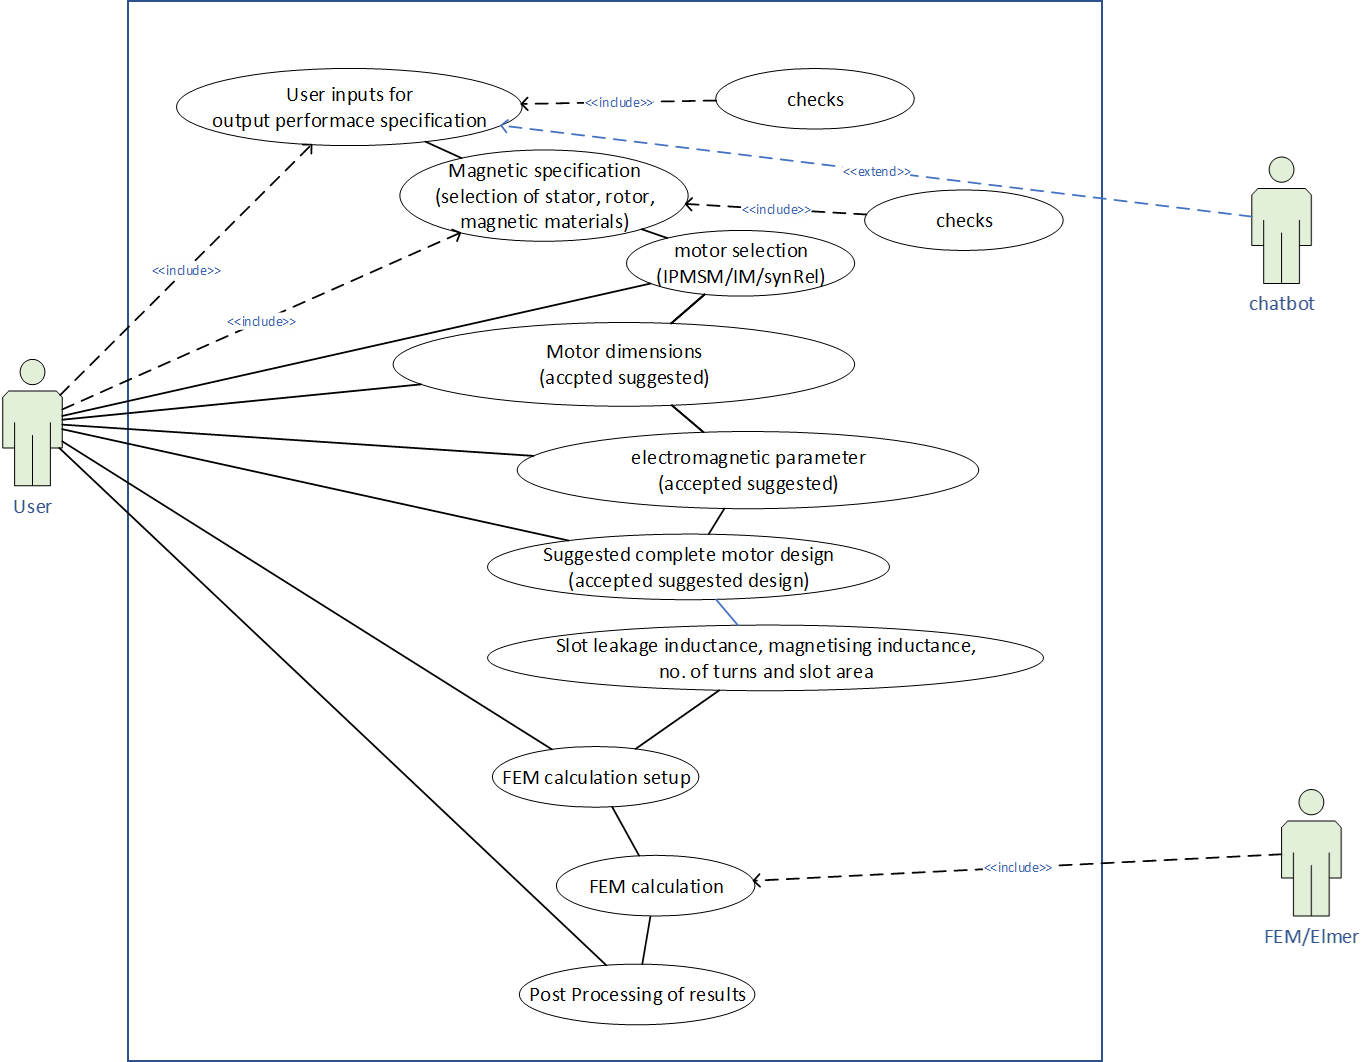 User inputs for
output performace specification
<<include>>
checks
<<extend>>
Magnetic specification
(selection of stator, rotor,
magnetic materials)
<<include>>
checks
motor selection
(IPMSM/IM/synRel)
<<include>>
chatbot
<<include>>
Motor dimensions
(accpted suggested)
User
electromagnetic parameter
(accepted suggested)
Suggested complete motor design
(accepted suggested design)
Slot leakage inductance, magnetising inductance,
no. of turns and slot area
FEM calculation setup
FEM calculation
<<include>>
FEM/Elmer
Post Processing of results